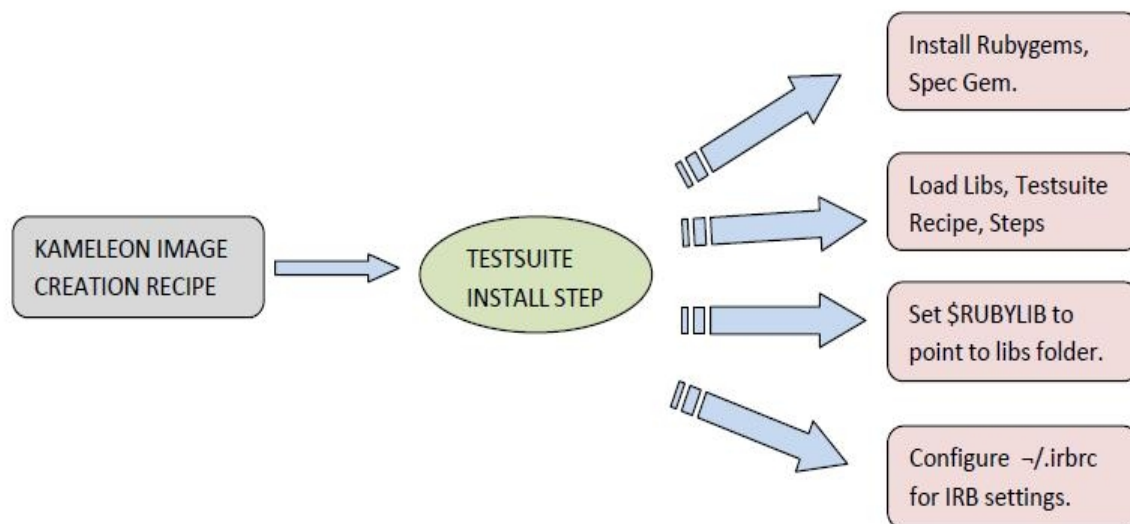 KAMELEON IMAGE
CREATION RECIPE
TESTSUITE
INSTALL STEP
Install Rubygems,
Spec Gem.
Load Libs, Testsuite
Recipe, Steps
Set $RUBYLIB to
point to libs folder.
Configure ¬/.irbrc
for IRB settings.